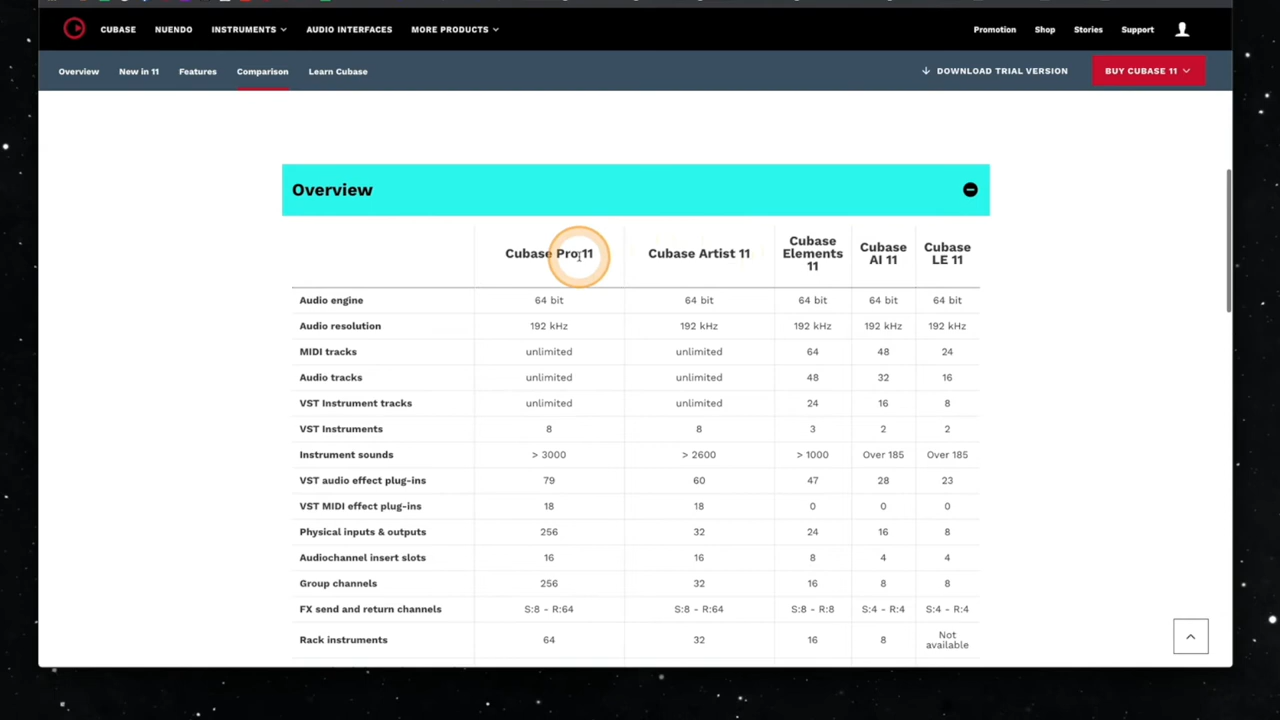 CUBASE NUENDO INSTRUMENTS AUDIO INTERFACES MORE PRODUCTS Promotion Shop Stories Support
Overview New in 11 Features Comparison Learn Cubase DOWNLOAD TRIAL VERSION BUY CUBASE 11
Overview
Cubase Pro 11 Cubase Artist 11 Cubase Elements 11 Cubase AI 11 Cubase LE 11
Audio engine 64 bit 64 bit 64 bit 64 bit 64 bit
Audio resolution 192 kHz 192 kHz 192 kHz 192 kHz 192 kHz
MIDI tracks unlimited unlimited 64 48 24
Audio tracks unlimited unlimited 48 32 16
VST Instrument tracks unlimited unlimited 24 16 8
VST Instruments 8 8 3 2 2
Instrument sounds > 3000 > 2600 > 1000 Over 185 Over 185
VST audio effect plug-ins 79 60 47 28 23
VST MIDI effect plug-ins 18 18 0 0 0
Physical inputs & outputs 256 32 24 16 8
Audiochannel insert slots 16 16 8 4 4
Group channels 256 32 16 8 8
FX send and return channels S:8 - R:64 S:8 - R:64 S:8 - R:8 S:4 - R:4 S:4 - R:4
Rack instruments 64 32 16 8 Not available